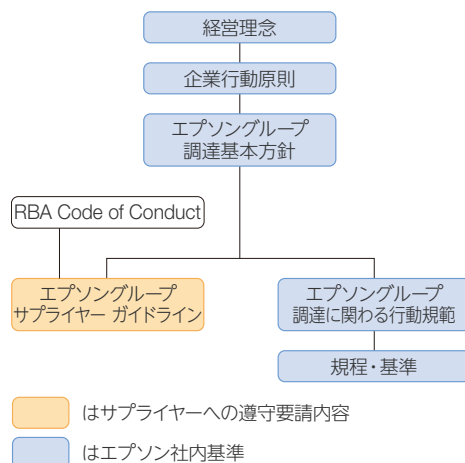 経営理念
企業行動原則
エプソングループ
調達基本方針
RBA Code of Conduct
エプソングループ
サプライヤー ガイドライン
エプソングループ
調達に関わる行動規範
規程・基準
はサプライヤーへの遵守要請内容
はエプソン社内基準